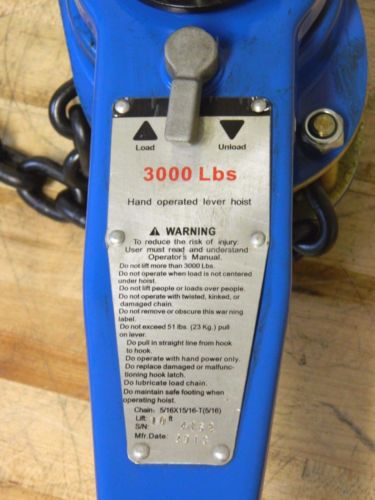 Load Unload
3000 Lbs
Hand operated lever hoist
WARNING
To reduce the risk of injury:
User must read and understand
Operator's Manual.
Do not lift more than 3000 Lbs.
Do not operate when load is not centered
under hoist.
Do not lift people or loads over people.
Do not operate with twisted, kinked, or
damaged chain.
Do not remove or obscure this warning
label.
Do not exceed 51 lbs. (23 Kg.) pull
on lever.
Do pull in straight line from hook
to hook.
Do operate with hand power only.
Do replace damaged or malfunc-
tioning hook latch.
Do lubricate load chain.
Do maintain safe footing when
operating hoist.
Chain: 5/16X15/16-T(5/16)
Lift: 10 ft
S/N:
Mfr.Date: 2012